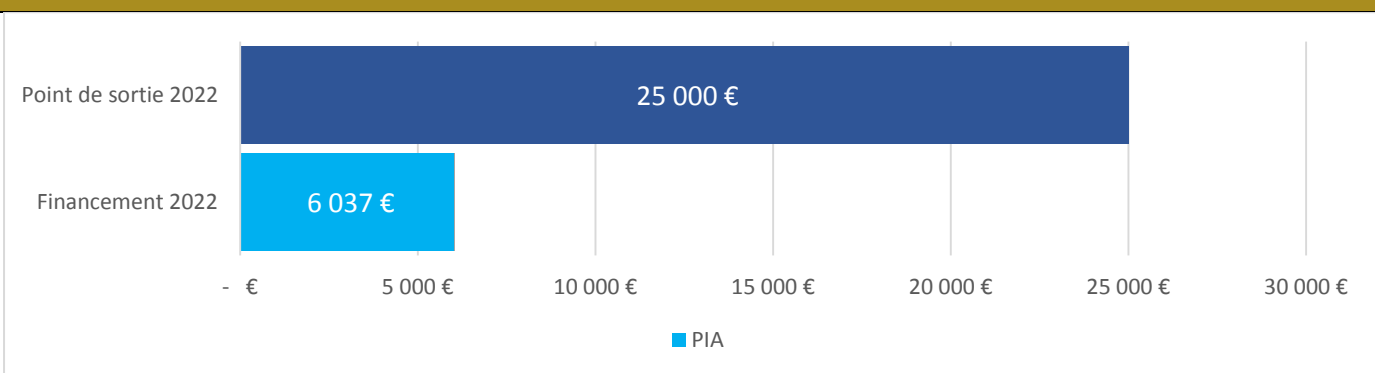 Point de sortie 2022
25 000 €
Financement 2022
6 037 €
- € 5 000 € 10 000 € 15 000 € 20 000 € 25 000 € 30 000 €
PIA